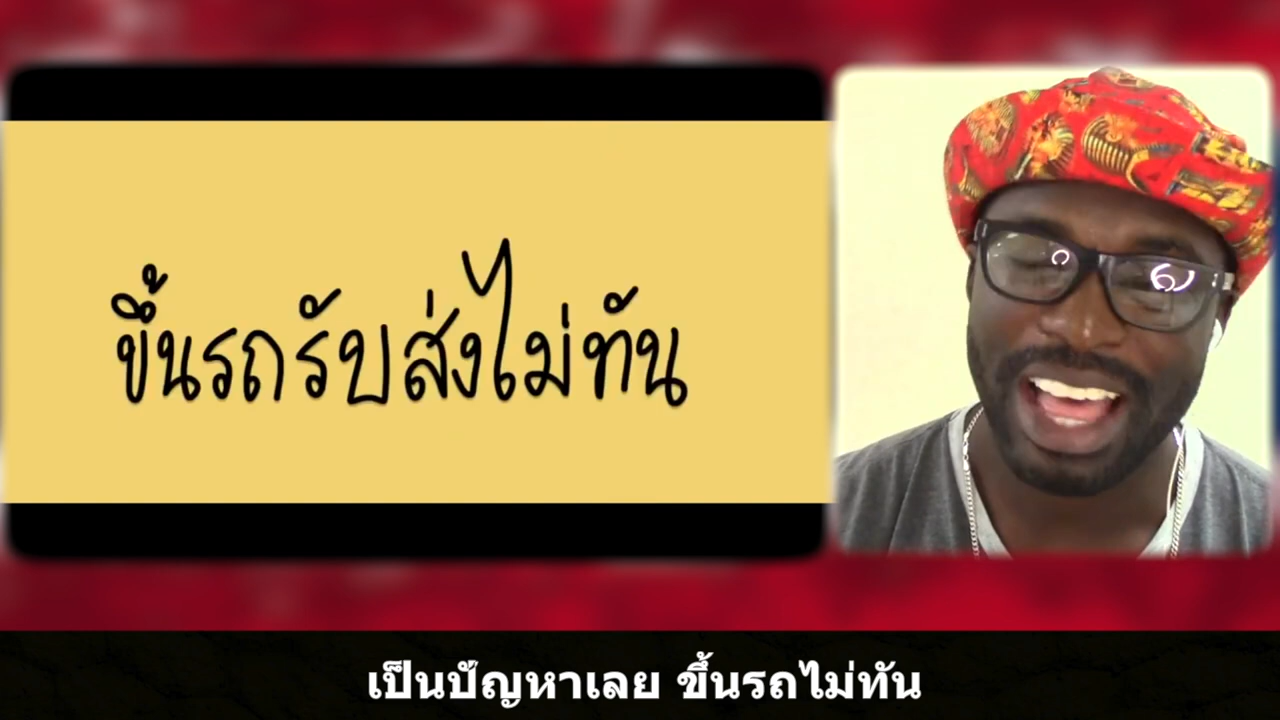 ขึ้นรถรับส่งไม่ทัน
เป็นปัญหาเลย ขึ้นรถไม่ทัน